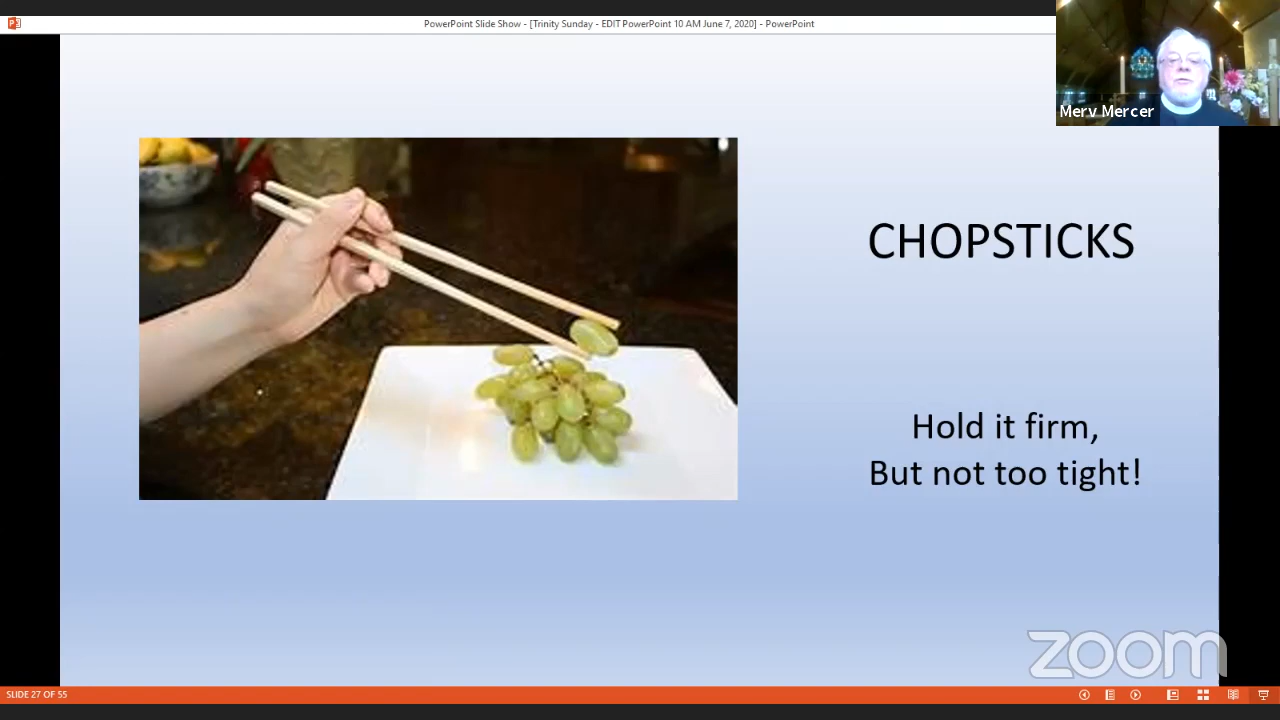 PowerPoint Slide Show - [Trinity Sunday - EDIT PowerPoint 10 AM June 7, 2020] - PowerPoint
Merv Mercer
CHOPSTICKS
Hold it firm,
But not too tight!
zoom
SLIDE 27 OF 55